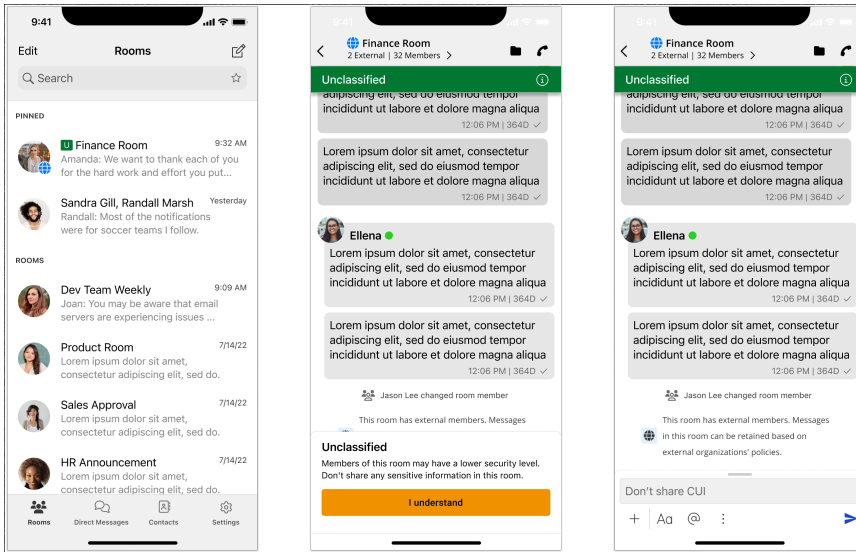 9:41
Edit
Rooms
Search
PINNED
U Finance Room
9:32 AM
Amanda: We want to thank each of you
for the hard work and effort you put...
Sandra Gill, Randall Marsh
Yesterday
Randall: Most of the notifications
were for soccer teams I follow.
ROOMS
Dev Team Weekly
9:09 AM
Joan: You may be aware that email
servers are experiencing issues ...
Product Room
7/14/22
Lorem ipsum dolor sit amet,
consectetur adipiscing elit, sed do.
Sales Approval
7/14/22
Lorem ipsum dolor sit amet,
consectetur adipiscing elit, sed do.
HR Announcement
7/14/22
Lorem ipsum dolor sit amet,
consectetur adipiscing elit, sed do.
Rooms
Direct Messages
Contacts
Settings
9:41
Finance Room
2 External | 32 Members
Unclassified
adipiscing elit, sed do eiusmod tempor
incididunt ut labore et dolore magna aliqua
12:06 PM | 364D
Lorem ipsum dolor sit amet, consectetur
adipiscing elit, sed do eiusmod tempor
incididunt ut labore et dolore magna aliqua
12:06 PM | 364D
Ellena
Lorem ipsum dolor sit amet, consectetur
adipiscing elit, sed do eiusmod tempor
incididunt ut labore et dolore magna aliqua
12:06 PM | 364D
Lorem ipsum dolor sit amet, consectetur
adipiscing elit, sed do eiusmod tempor
incididunt ut labore et dolore magna aliqua
12:06 PM | 364D
Jason Lee changed room member
This room has external members. Messages
Unclassified
Members of this room may have a lower security level.
Don't share any sensitive information in this room.
I understand
9:41
Finance Room
2 External | 32 Members
Unclassified
adipiscing elit, sed do eiusmod tempor
incididunt ut labore et dolore magna aliqua
12:06 PM | 364D
Lorem ipsum dolor sit amet, consectetur
adipiscing elit, sed do eiusmod tempor
incididunt ut labore et dolore magna aliqua
12:06 PM | 364D
Ellena
Lorem ipsum dolor sit amet, consectetur
adipiscing elit, sed do eiusmod tempor
incididunt ut labore et dolore magna aliqua
12:06 PM | 364D
Lorem ipsum dolor sit amet, consectetur
adipiscing elit, sed do eiusmod tempor
incididunt ut labore et dolore magna aliqua
12:06 PM | 364D
Jason Lee changed room member
This room has external members. Messages
in this room can be retained based on
external organizations' policies.
Don't share CUI
Aa @